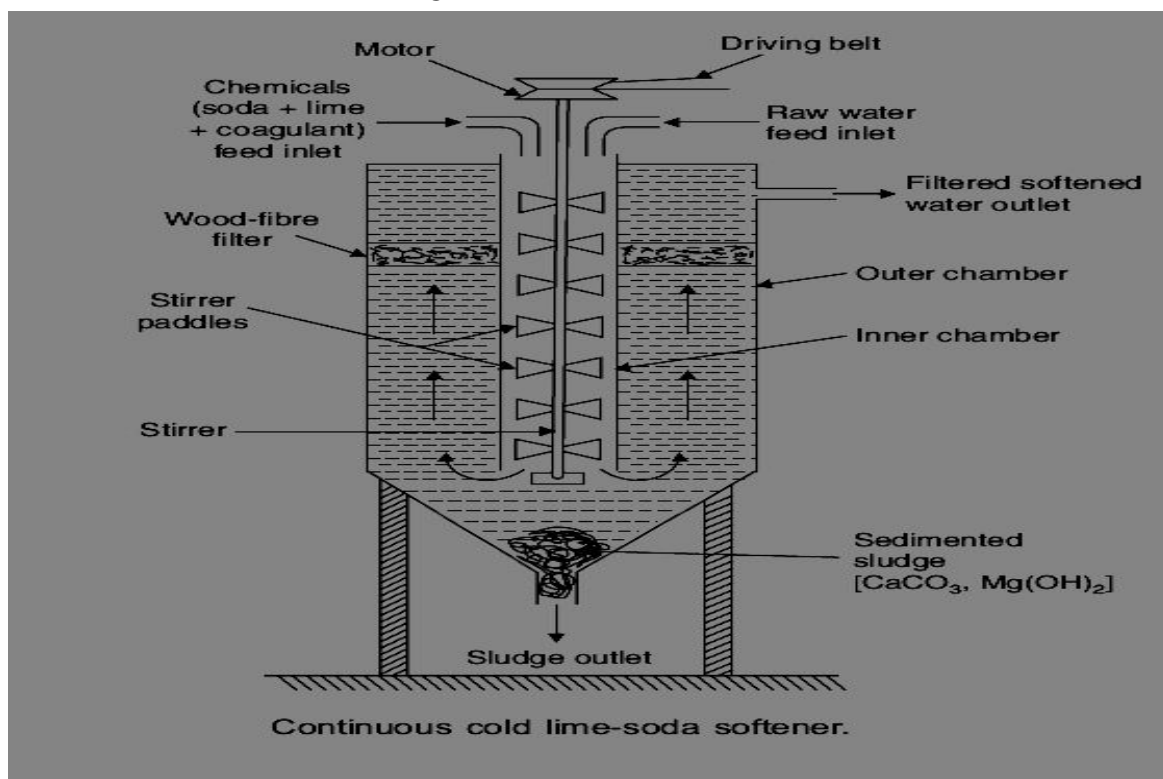 Motor
Driving belt
Chemicals
(soda + lime
+ coagulant)
feed inlet
Raw water
feed inlet
Filtered softened
water outlet
Wood-fibre
filter
Outer chamber
Stirrer
paddles
Inner chamber
Stirrer
Sedimented
sludge
[CaCO₃, Mg(OH)₂]
Sludge outlet
Continuous cold lime-soda softener.